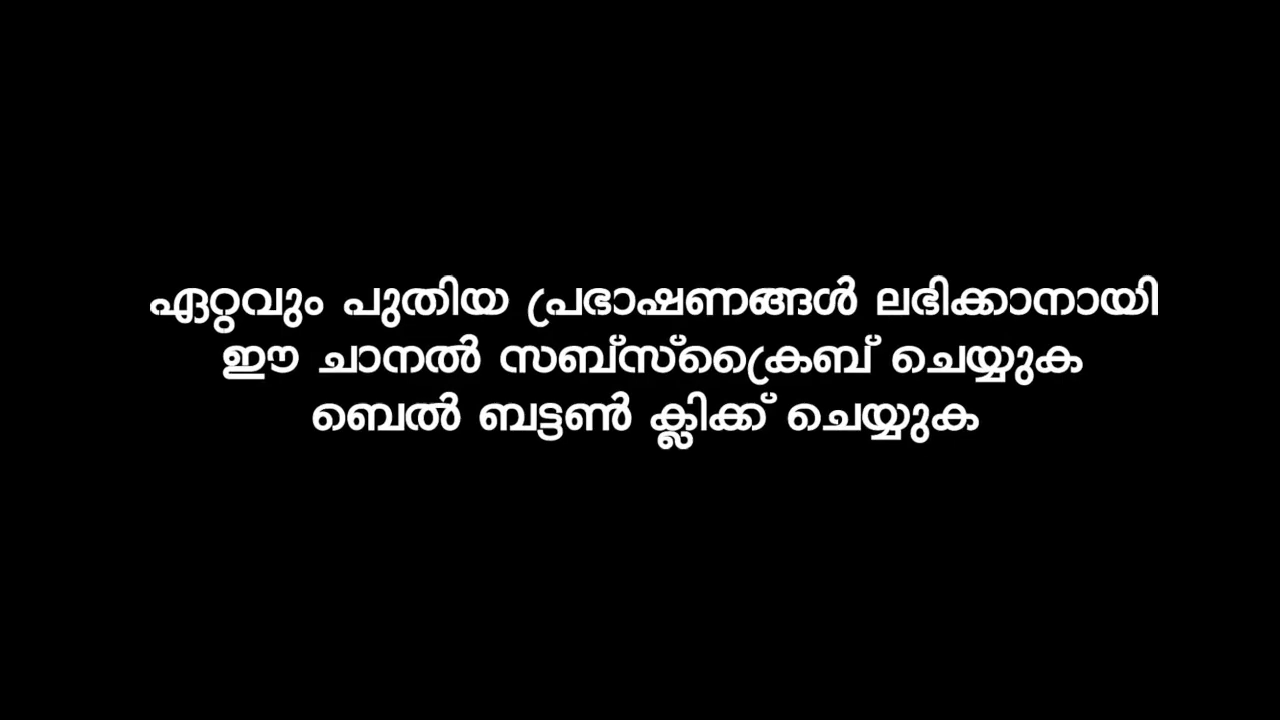 ഏറ്റവും പുതിയ പ്രഭാഷണങ്ങൾ ലഭിക്കാനായി
ഈ ചാനൽ സബ്സ്ക്രൈബ് ചെയ്യുക
ബെൽ ബട്ടൺ ക്ലിക്ക് ചെയ്യുക